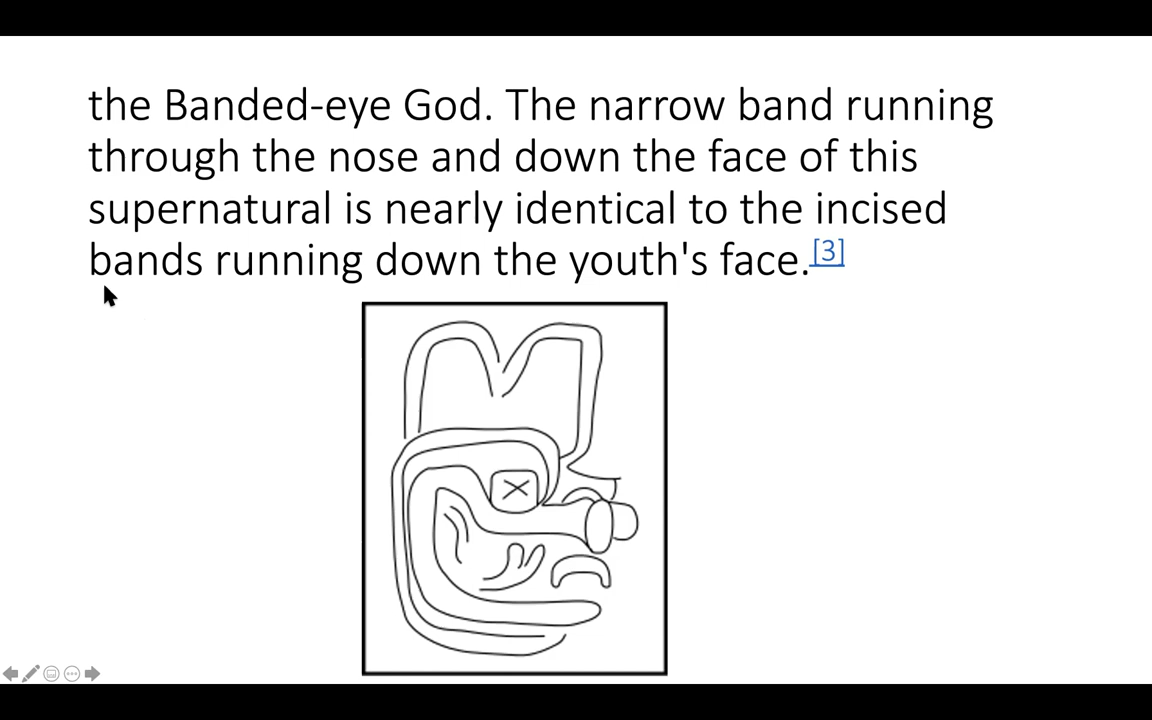 the Banded-eye God. The narrow band running
through the nose and down the face of this
supernatural is nearly identical to the incised
bands running down the youth's face.[3]